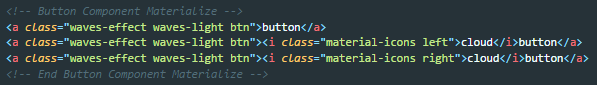 <!-- Button Component Materialize -->
<a class="waves-effect waves-light btn">button</a>
<a class="waves-effect waves-light btn"><i class="material-icons left">cloud</i>button</a>
<a class="waves-effect waves-light btn"><i class="material-icons right">cloud</i>button</a>
<!-- End Button Component Materialize -->